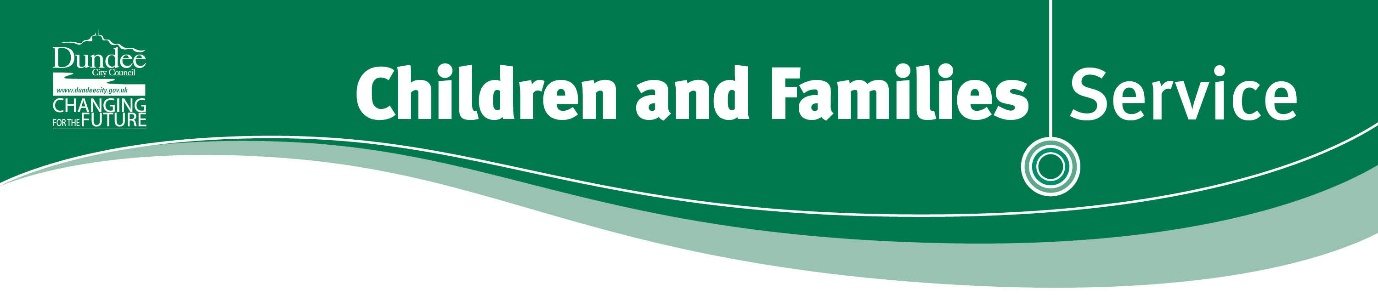 Dundee
City Council
www.dundeecity.gov.uk
CHANGING
FOR THE FUTURE
Children and Families Service